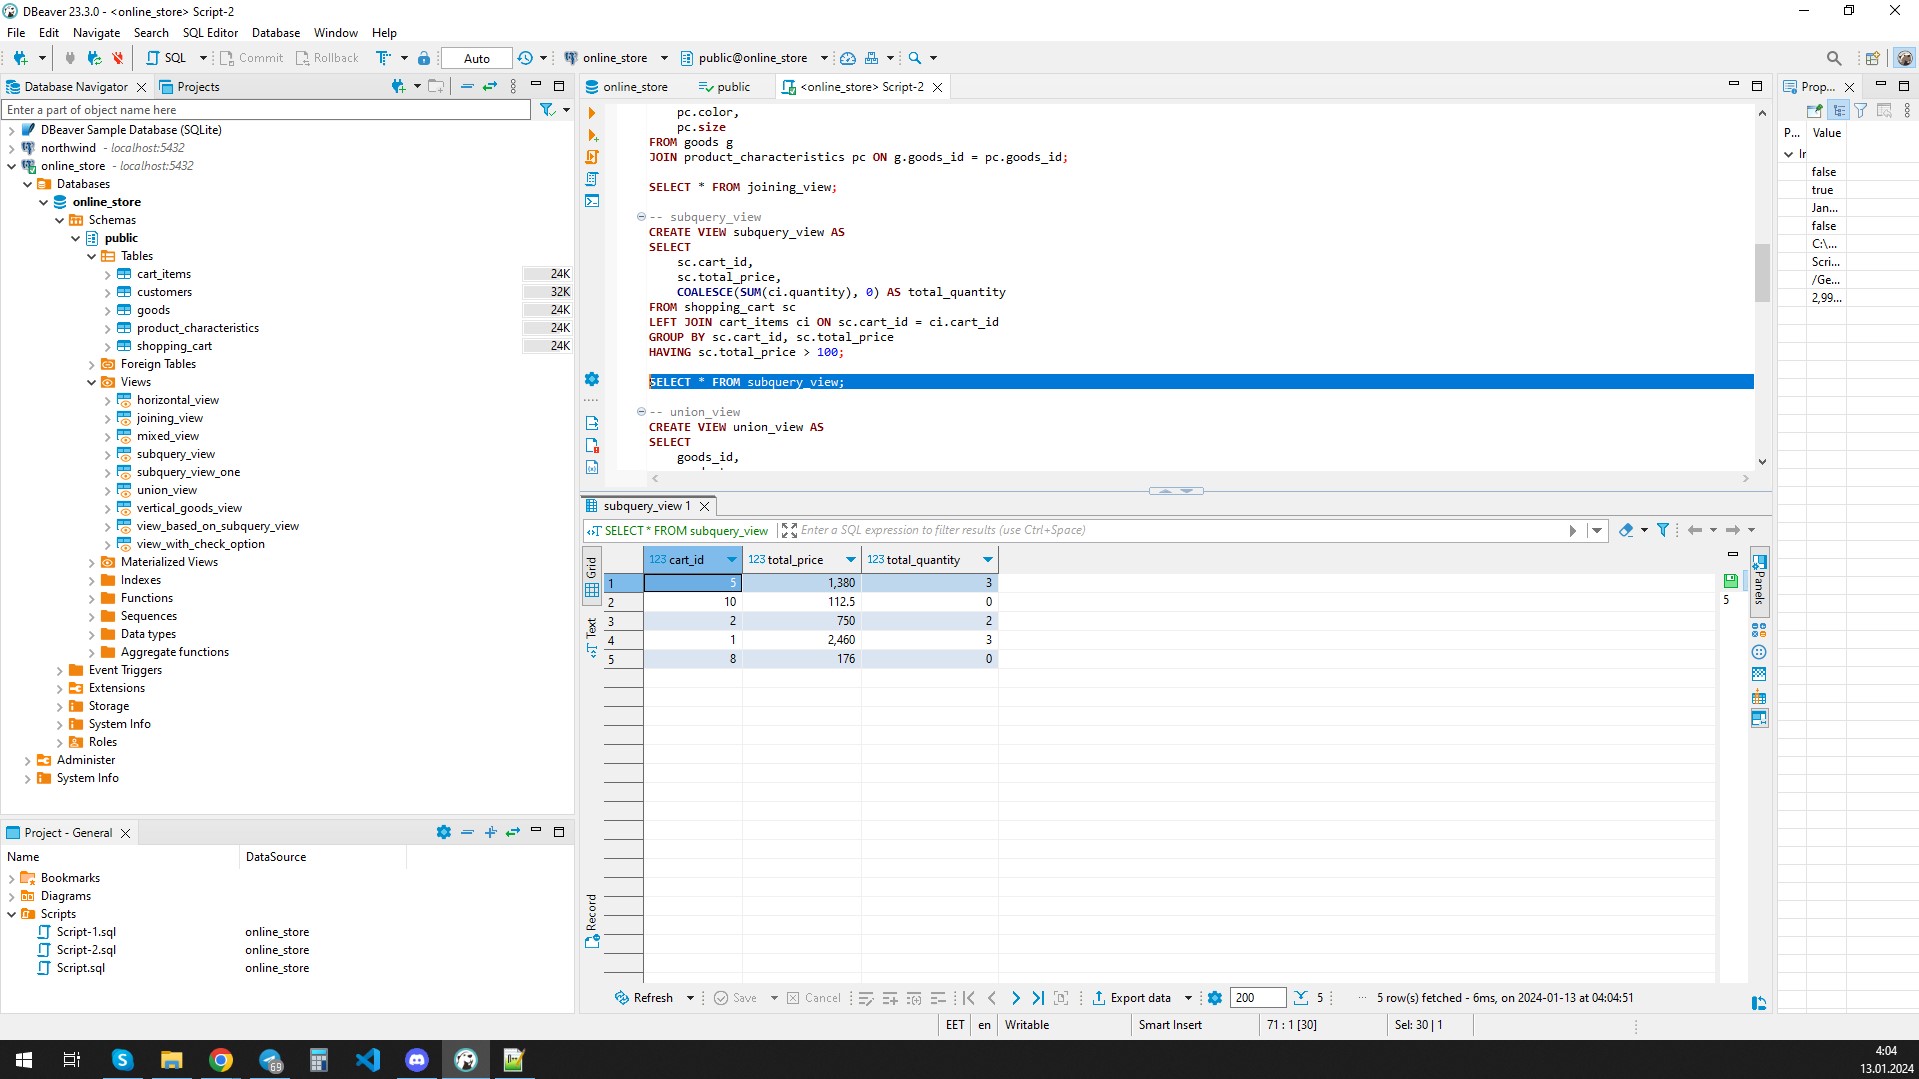 DBeaver 23.3.0 - <online_store> Script-2
File Edit Navigate Search SQL Editor Database Window Help
SQL Commit Rollback Auto online_store public@online_store
Database Navigator Projects
Enter a part of object name here
DBeaver Sample Database (SQLite)
northwind - localhost:5432
online_store - localhost:5432
Databases
online_store
Schemas
public
Tables
cart_items 24K
customers 32K
goods 24K
product_characteristics 24K
shopping_cart 24K
Foreign Tables
Views
horizontal_view
joining_view
mixed_view
subquery_view
subquery_view_one
union_view
vertical_goods_view
view_based_on_subquery_view
view_with_check_option
Materialized Views
Indexes
Functions
Sequences
Data types
Aggregate functions
Event Triggers
Extensions
Storage
System Info
Roles
Administer
System Info
Project - General
Name DataSource
Bookmarks
Diagrams
Scripts
Script-1.sql online_store
Script-2.sql online_store
Script.sql online_store
online_store public <online_store> Script-2
pc.color,
pc.size
FROM goods g
JOIN product_characteristics pc ON g.goods_id = pc.goods_id;
SELECT * FROM joining_view;
-- subquery_view
CREATE VIEW subquery_view AS
SELECT
sc.cart_id,
sc.total_price,
COALESCE(SUM(ci.quantity), 0) AS total_quantity
FROM shopping_cart sc
LEFT JOIN cart_items ci ON sc.cart_id = ci.cart_id
GROUP BY sc.cart_id, sc.total_price
HAVING sc.total_price > 100;
SELECT * FROM subquery_view;
-- union_view
CREATE VIEW union_view AS
SELECT
goods_id,
subquery_view 1
SELECT * FROM subquery_view Enter a SQL expression to filter results (use Ctrl+Space)
Grid
Text
Record
123 cart_id 123 total_price 123 total_quantity
1 5 1,380 3
2 10 112.5 0
3 2 750 2
4 1 2,460 3
5 8 176 0
5
Panels
Refresh Save Cancel Export data 200 5 ... 5 row(s) fetched - 6ms, on 2024-01-13 at 04:04:51
EET en Writable Smart Insert 71 : 1 [30] Sel: 30 | 1
Prop...
P... Value
Ir
false
true
Jan...
false
C:\...
Scri...
/Ge...
2,99...
69
4:04
13.01.2024